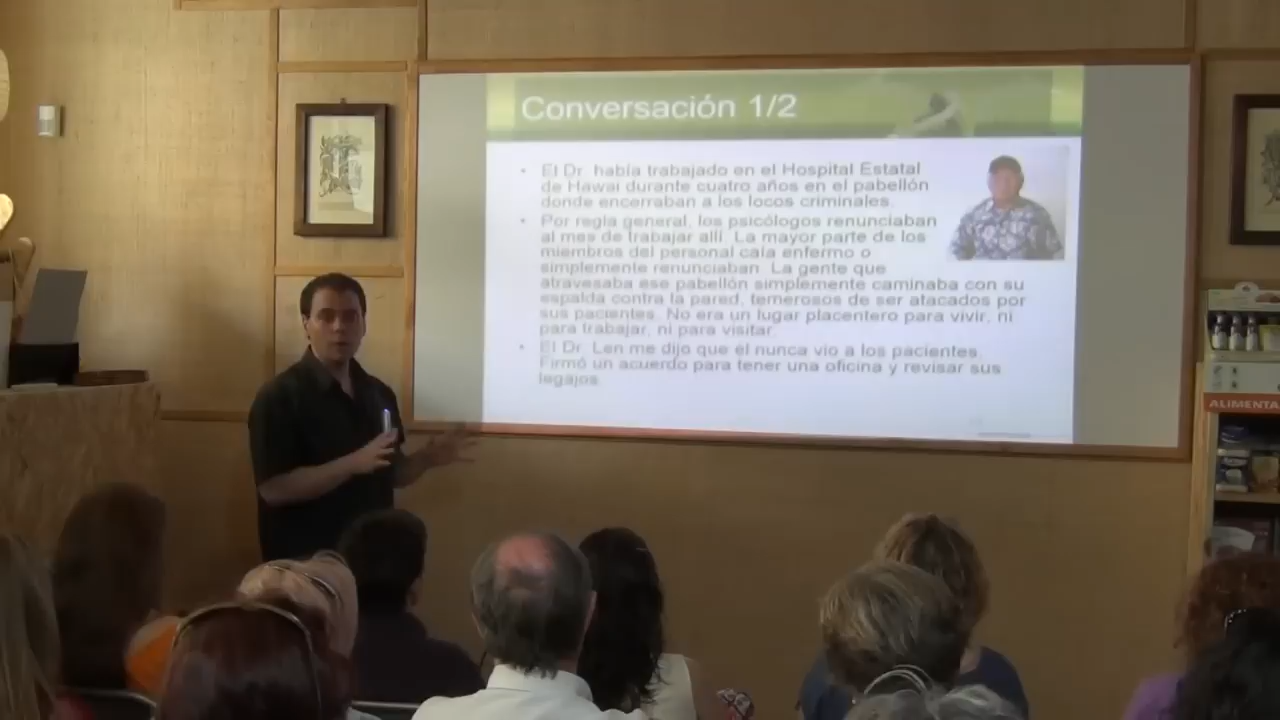 Conversación 1/2
• El Dr. había trabajado en el Hospital Estatal
de Hawai durante cuatro años en el pabellón
donde encerraban a los locos criminales.
• Por regla general, los psicólogos renunciaban
al mes de trabajar allí. La mayor parte de los
miembros del personal caía enfermo o
simplemente renunciaban. La gente que
atravesaba ese pabellón simplemente caminaba con su
espalda contra la pared, temerosos de ser atacados por
sus pacientes. No era un lugar placentero para vivir, ni
para trabajar, ni para visitar.
• El Dr. Len me dijo que él nunca vio a los pacientes.
Firmó un acuerdo para tener una oficina y revisar sus
legajos.
ALIMENTA